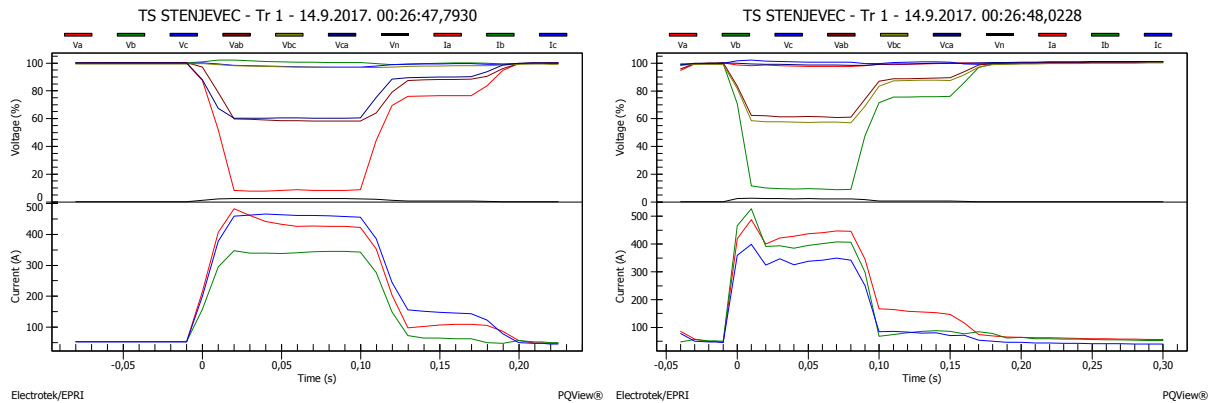 TS STENJEVEC - Tr 1 - 14.9.2017. 00:26:47,7930
Va Vb Vc Vab Vbc Vca Vn Ia Ib Ic
Voltage (%)
100
80
60
40
20
0
Current (A)
500
400
300
200
100
-0,05 0 0,05 0,10 0,15 0,20
Time (s)
Electrotek/EPRI PQView®
TS STENJEVEC - Tr 1 - 14.9.2017. 00:26:48,0228
Va Vb Vc Vab Vbc Vca Vn Ia Ib Ic
Voltage (%)
100
80
60
40
20
0
Current (A)
500
400
300
200
100
-0,05 0 0,05 0,10 0,15 0,20 0,25 0,30
Time (s)
Electrotek/EPRI PQView®